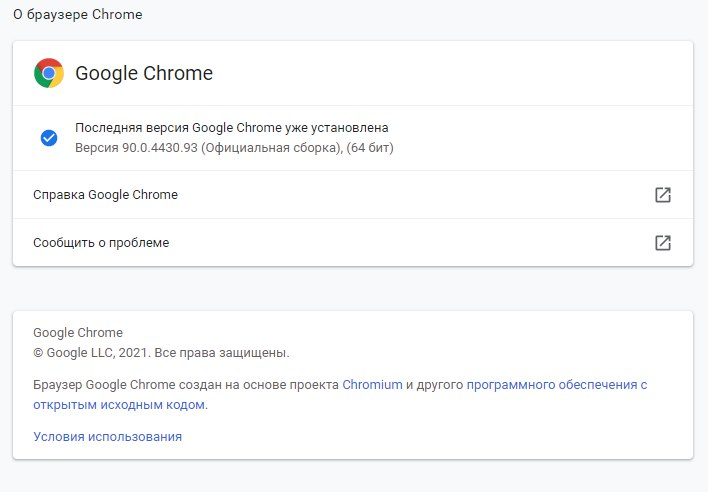 О браузере Chrome
Google Chrome
Последняя версия Google Chrome уже установлена
Версия 90.0.4430.93 (Официальная сборка), (64 бит)
Справка Google Chrome
Сообщить о проблеме
Google Chrome
© Google LLC, 2021. Все права защищены.
Браузер Google Chrome создан на основе проекта Chromium и другого программного обеспечения с
открытым исходным кодом.
Условия использования